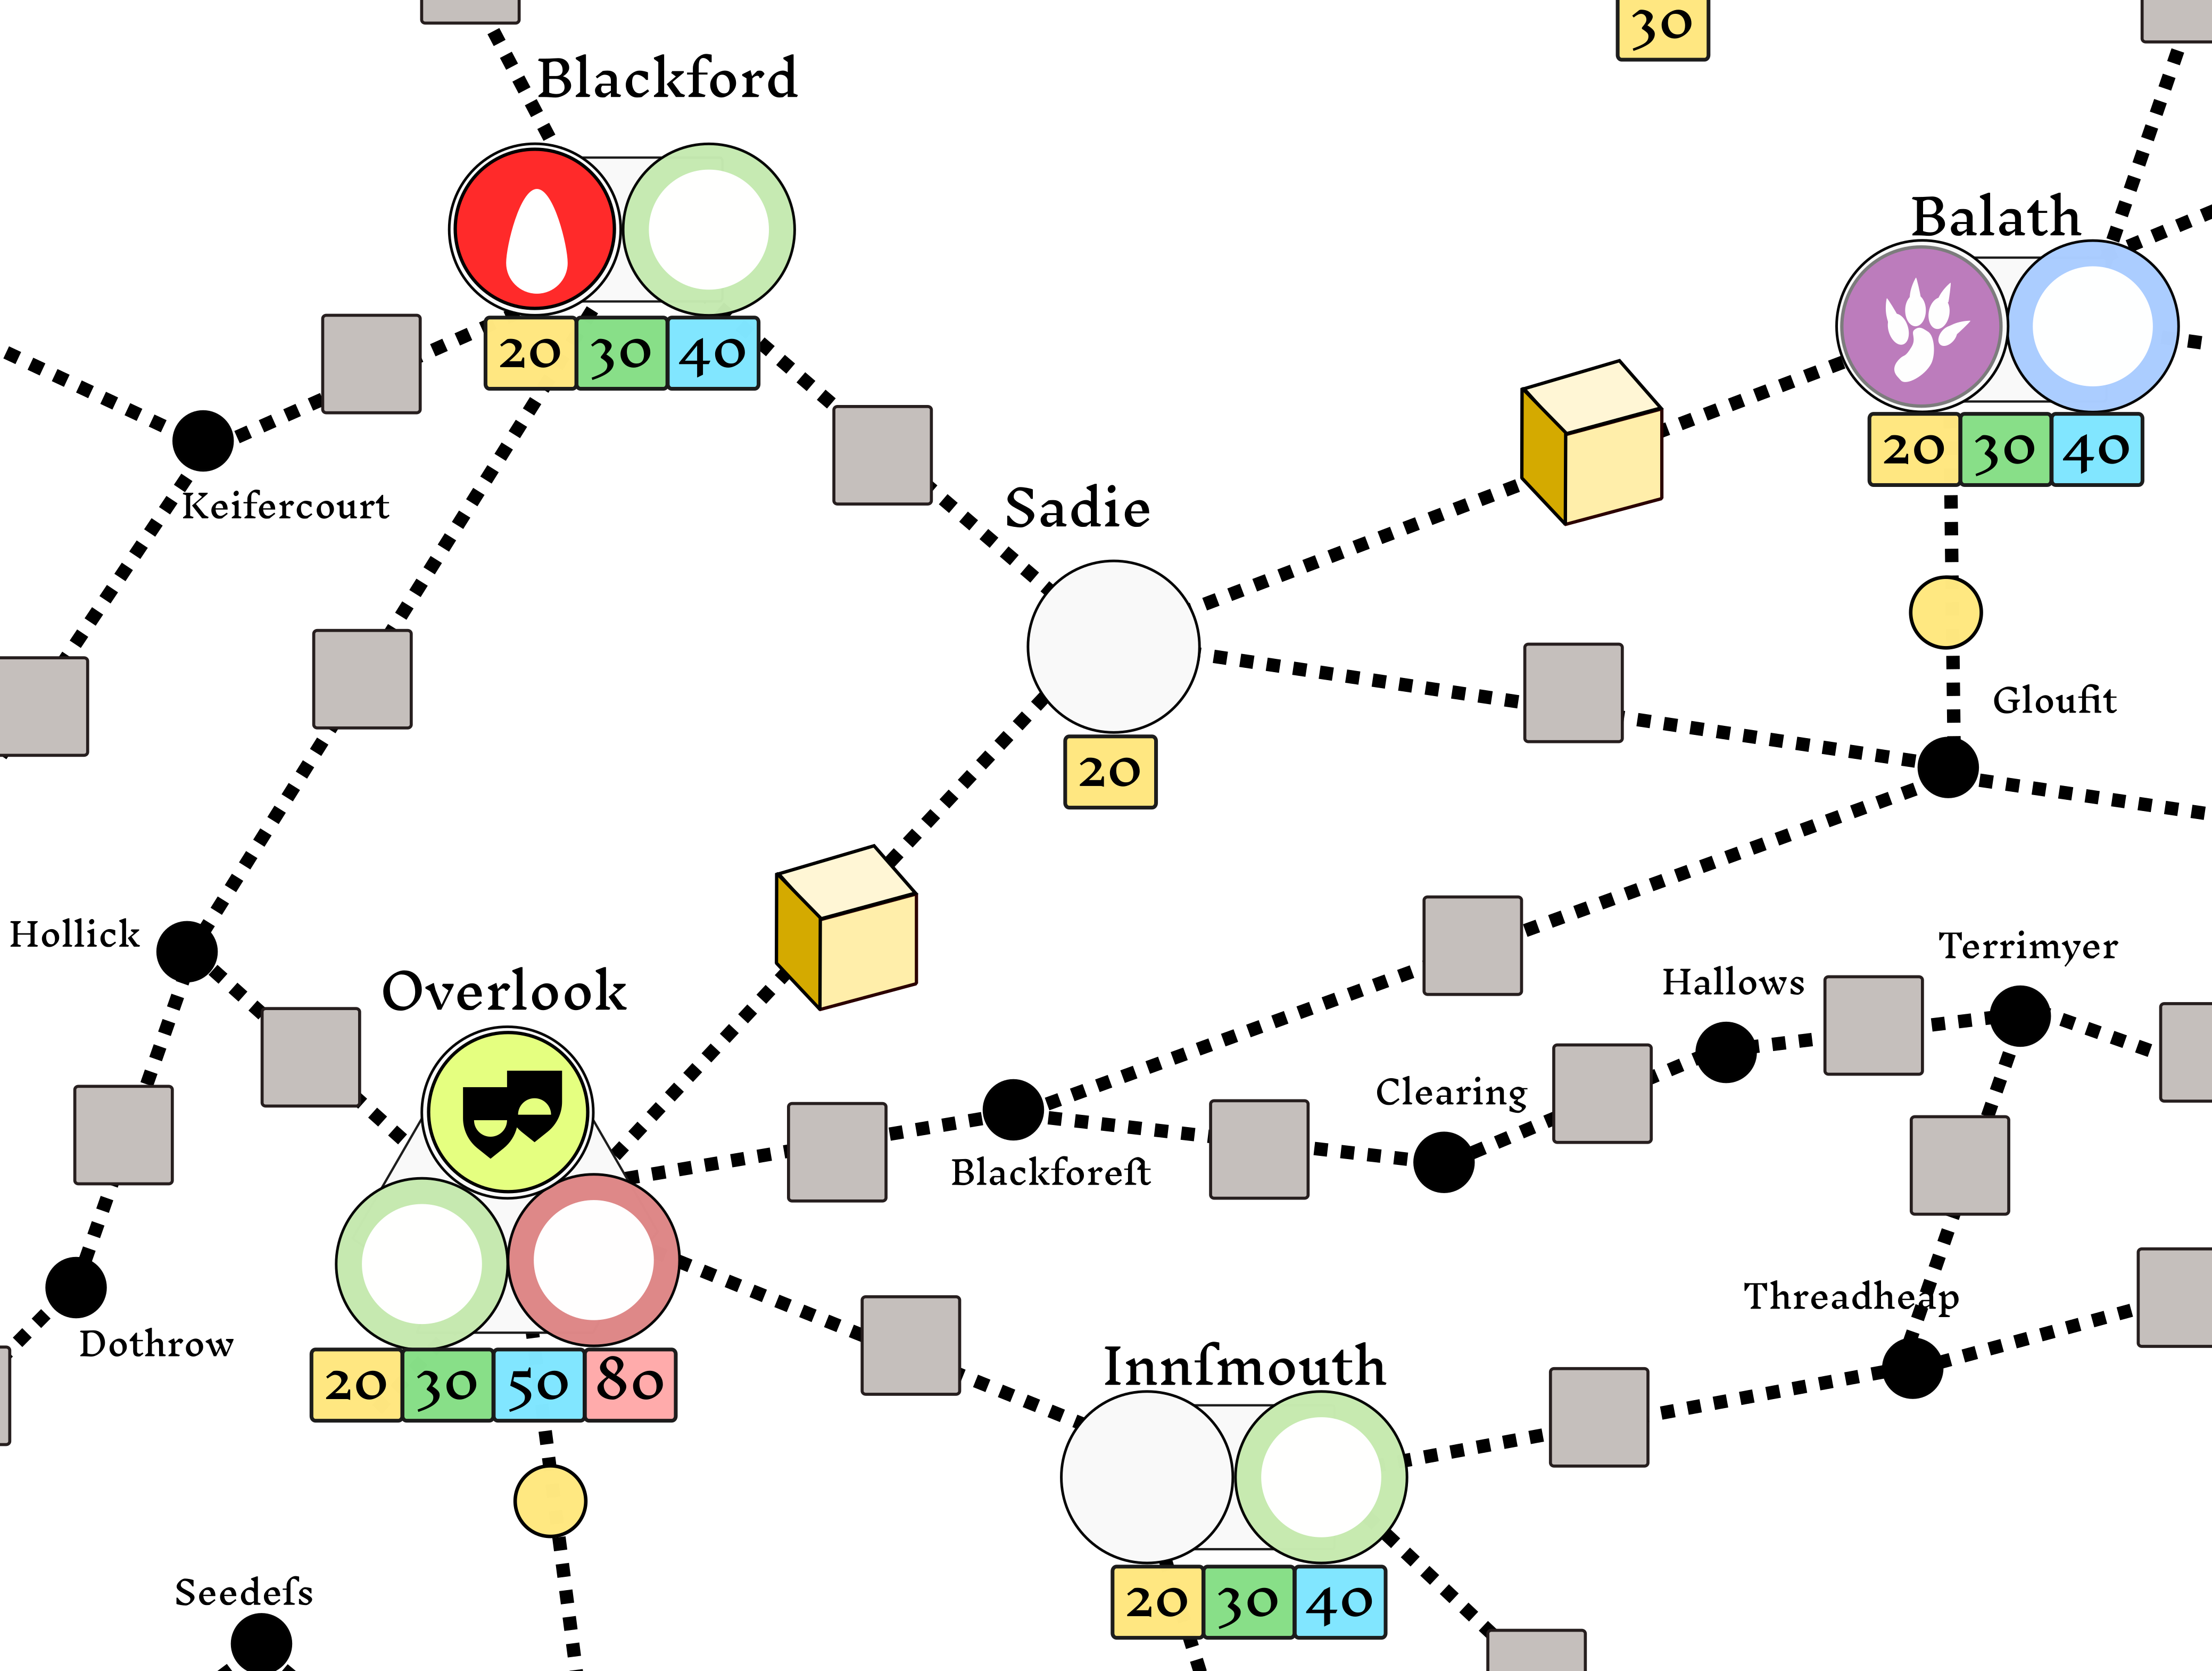 30
Blackford
20 30 40
Balath
20 30 40
Keifercourt
Sadie
20
Gloufit
Hollick
Overlook
20 30 50 80
Terrimyer
Hallows
Clearing
Blackforeſt
Threadheap
Dothrow
Innſmouth
20 30 40
Seedeſs